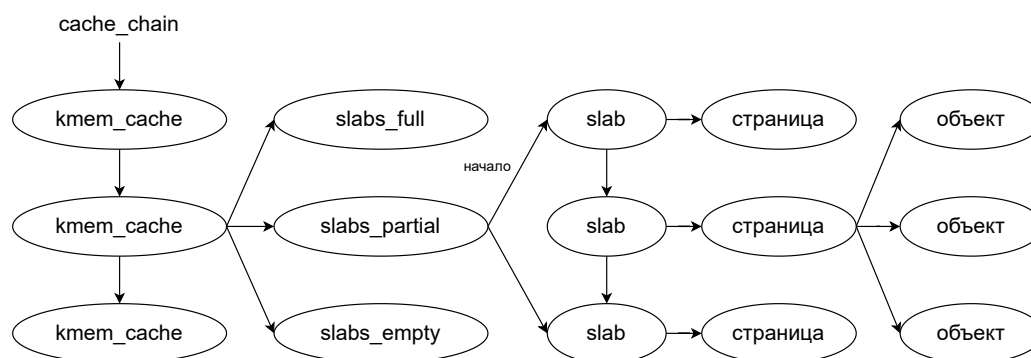 cache_chain
kmem_cache
slabs_full
slab
страница
объект
начало
kmem_cache
slabs_partial
slab
страница
объект
kmem_cache
slabs_empty
slab
страница
объект